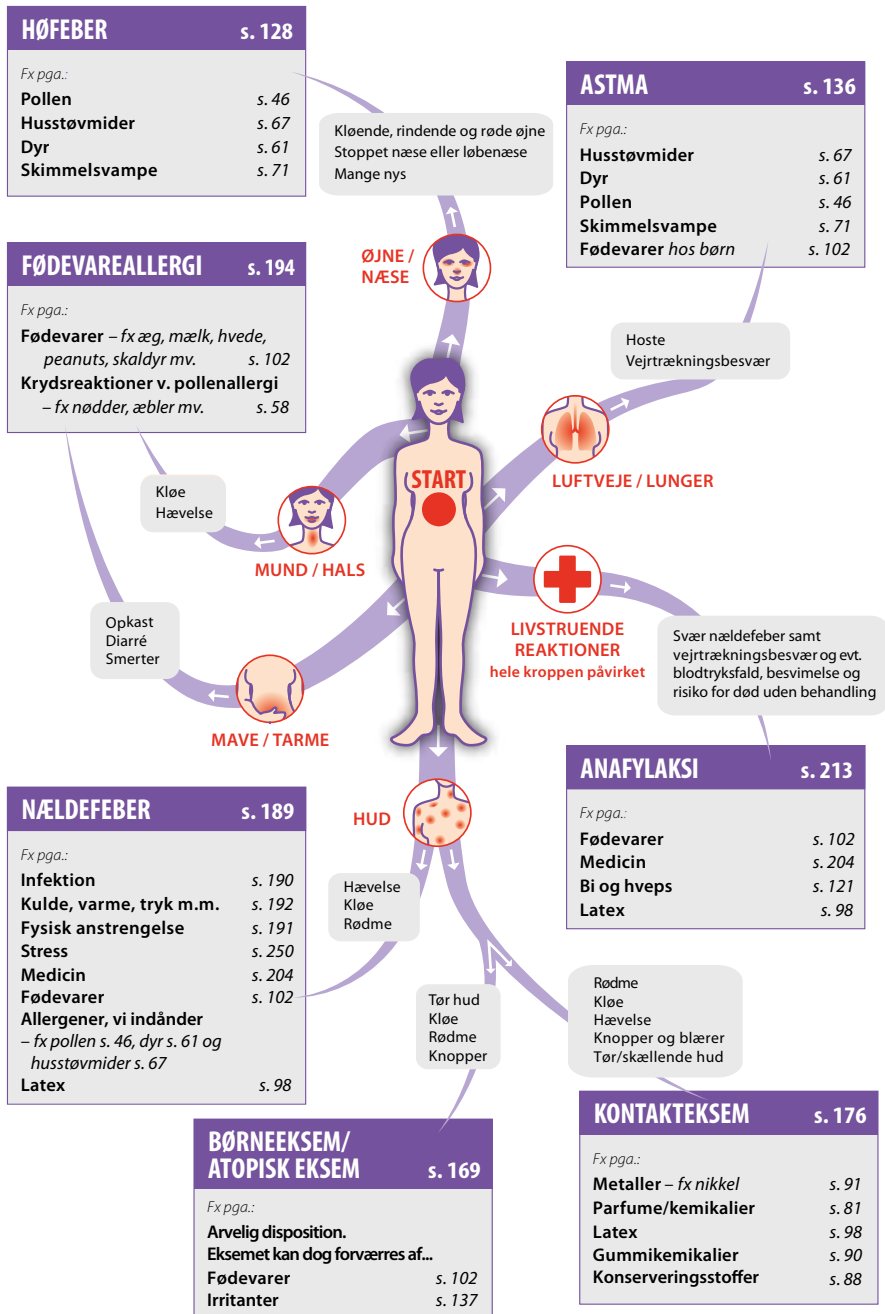 HØFEBER s. 128
Fx pga.:
Pollen s. 46
Husstøvmider s. 67
Dyr s. 61
Skimmelsvampe s. 71
Kløende, rindende og røde øjne
Stoppet næse eller løbenæse
Mange nys
ØJNE /
NÆSE
ASTMA s. 136
Fx pga.:
Husstøvmider s. 67
Dyr s. 61
Pollen s. 46
Skimmelsvampe s. 71
Fødevarer hos børn s. 102
Hoste
Vejrtrækningsbesvær
LUFTVEJE / LUNGER
FØDEVAREALLERGI s. 194
Fx pga.:
Fødevarer – fx æg, mælk, hvede,
peanuts, skaldyr mv. s. 102
Krydsreaktioner v. pollenallergi
– fx nødder, æbler mv. s. 58
Kløe
Hævelse
MUND / HALS
START
Opkast
Diarré
Smerter
MAVE / TARME
LIVSTRUENDE
REAKTIONER
hele kroppen påvirket
Svær nældefeber samt
vejrtrækningsbesvær og evt.
blodtryksfald, besvimelse og
risiko for død uden behandling
ANAFYLAKSI s. 213
Fx pga.:
Fødevarer s. 102
Medicin s. 204
Bi og hveps s. 121
Latex s. 98
HUD
NÆLDEFEBER s. 189
Fx pga.:
Infektion s. 190
Kulde, varme, tryk m.m. s. 192
Fysisk anstrengelse s. 191
Stress s. 250
Medicin s. 204
Fødevarer s. 102
Allergener, vi indånder
– fx pollen s. 46, dyr s. 61 og
husstøvmider s. 67
Latex s. 98
Hævelse
Kløe
Rødme
Tør hud
Kløe
Rødme
Knopper
Rødme
Kløe
Hævelse
Knopper og blærer
Tør/skællende hud
BØRNEEKSEM/
ATOPISK EKSEM s. 169
Fx pga.:
Arvelig disposition.
Eksemet kan dog forværres af...
Fødevarer s. 102
Irritanter s. 137
KONTAKTEKSEM s. 176
Fx pga.:
Metaller – fx nikkel s. 91
Parfume/kemikalier s. 81
Latex s. 98
Gummikemikalier s. 90
Konserveringsstoffer s. 88